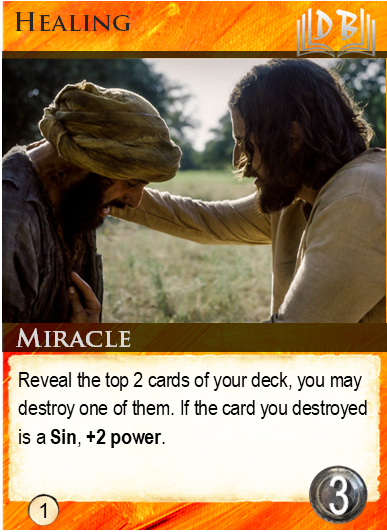 Healing
DB
Miracle
Reveal the top 2 cards of your deck, you may
destroy one of them. If the card you destroyed
is a Sin, +2 power.
1
3